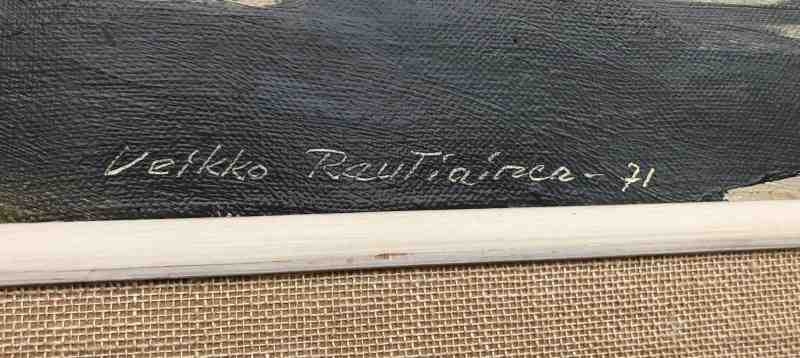 Veikko Rautiainen - 71